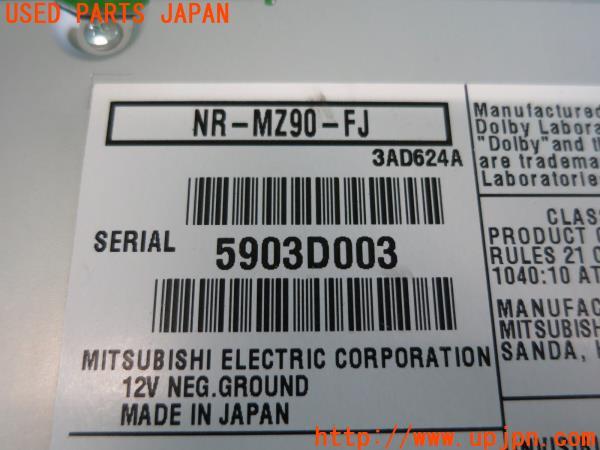 USED PARTS JAPAN
NR-MZ90-FJ
3AD624A
SERIAL 5903D003
MITSUBISHI ELECTRIC CORPORATION
12V NEG.GROUND
MADE IN JAPAN
Manufactured
Dolby Labora
"Dolby" and th
are tradema
Laboratorie
CLAS
PRODUCT
RULES 21 C
1040:10 AT
MANUFAC
MITSUBISH
SANDA,
http://www.upjpn.com